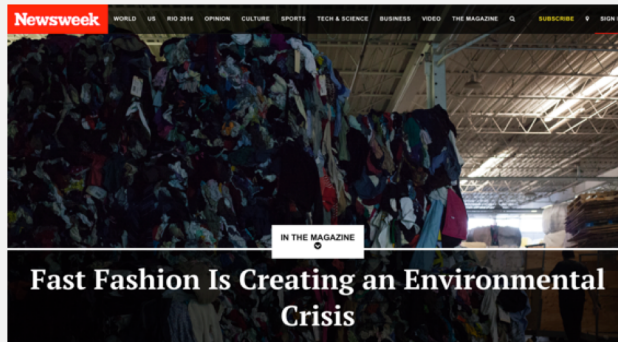 Newsweek WORLD US RIO 2016 OPINION CULTURE SPORTS TECH & SCIENCE BUSINESS VIDEO THE MAGAZINE SUBSCRIBE SIGN
IN THE MAGAZINE
Fast Fashion Is Creating an Environmental
Crisis